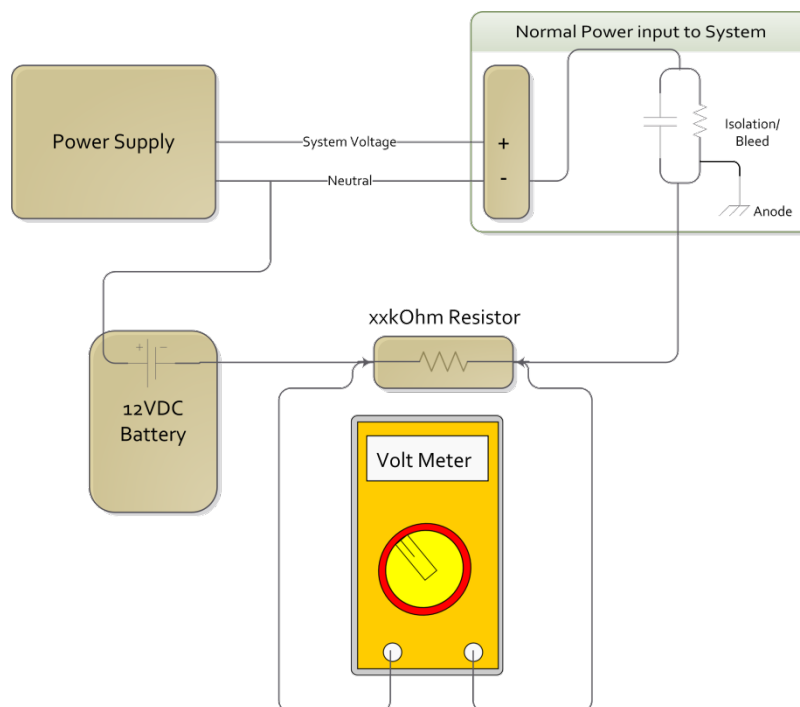 Normal Power input to System
Power Supply
System Voltage
+
Isolation/
Bleed
Neutral
-
Anode
xxkOhm Resistor
+ −
12VDC
Battery
Volt Meter